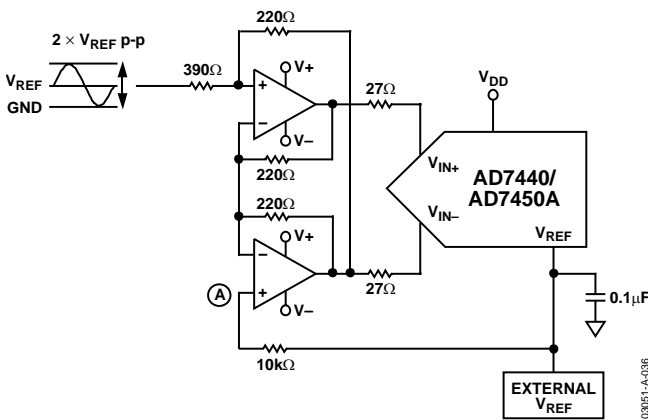 220Ω
2 × VREF p-p
390Ω
V+
27Ω
VDD
VREF
GND
+
–
V–
220Ω
VIN+
AD7440/
AD7450A
220Ω
VIN–
V+
VREF
–
A
+
27Ω
V–
0.1µF
10kΩ
EXTERNAL
VREF
03051-A-036